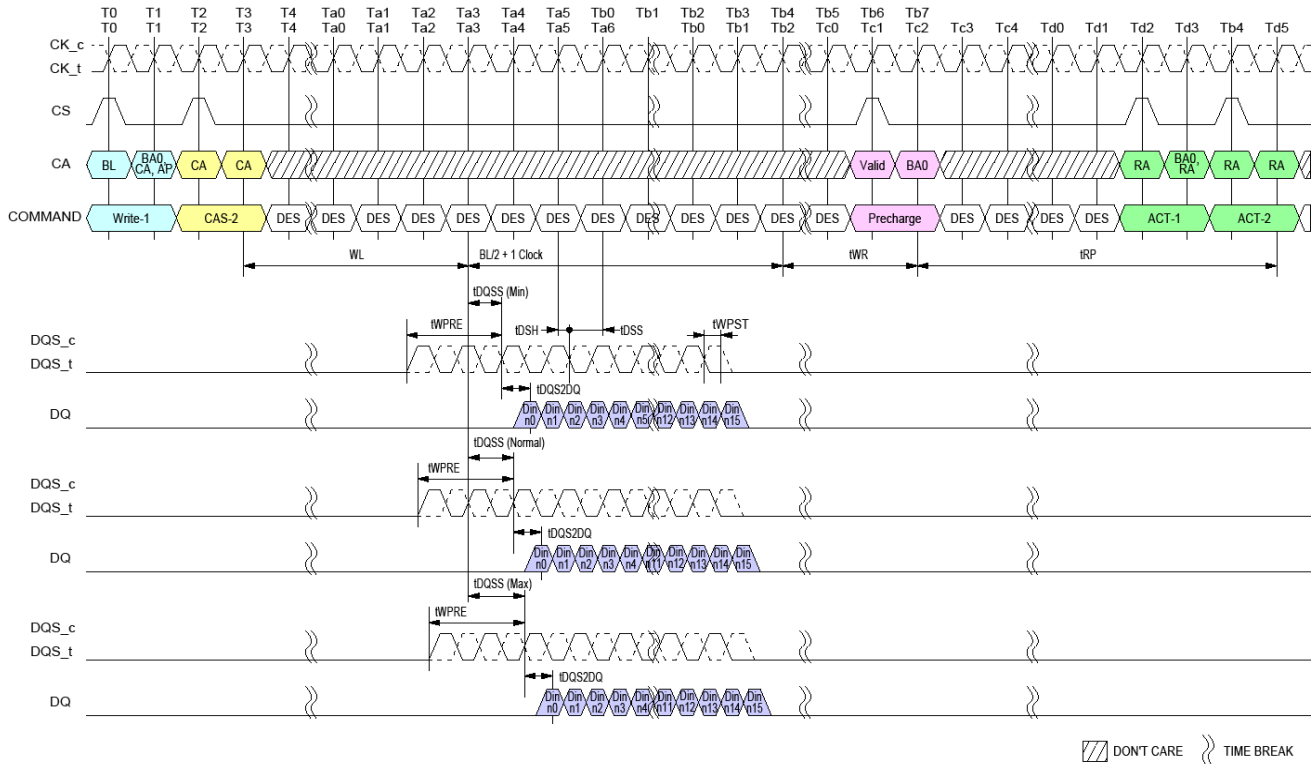 T0 T1 T2 T3 T4 Ta0 Ta1 Ta2 Ta3 Ta4 Ta5 Tb0 Tb1 Tb2 Tb3 Tb4 Tb5 Tb6 Tb7
T0 T1 T2 T3 T4 Ta0 Ta1 Ta2 Ta3 Ta4 Ta5 Ta6 Tb0 Tb1 Tb2 Tc0 Tc1 Tc2 Tc3 Tc4 Td0 Td1 Td2 Td3 Tb4 Td5
CK_c
CK_t
CS
CA BL BA0, CA, AP CA CA Valid BA0 RA BA0, RA RA RA
COMMAND Write-1 CAS-2 DES DES DES DES DES DES DES DES DES DES DES DES DES Precharge DES DES DES DES ACT-1 ACT-2
WL BL/2 + 1 Clock tWR tRP
tDQSS (Min)
tWPRE tDSH tDSS tWPST
DQS_c
DQS_t
tDQS2DQ
DQ Din n0 Din n1 Din n2 Din n3 Din n4 Din n5 Din n12 Din n13 Din n14 Din n15
tDQSS (Normal)
tWPRE
DQS_c
DQS_t
tDQS2DQ
DQ Din n0 Din n1 Din n2 Din n3 Din n4 Din n11 Din n12 Din n13 Din n14 Din n15
tDQSS (Max)
tWPRE
DQS_c
DQS_t
tDQS2DQ
DQ Din n0 Din n1 Din n2 Din n3 Din n4 Din n11 Din n12 Din n13 Din n14 Din n15
DON'T CARE TIME BREAK